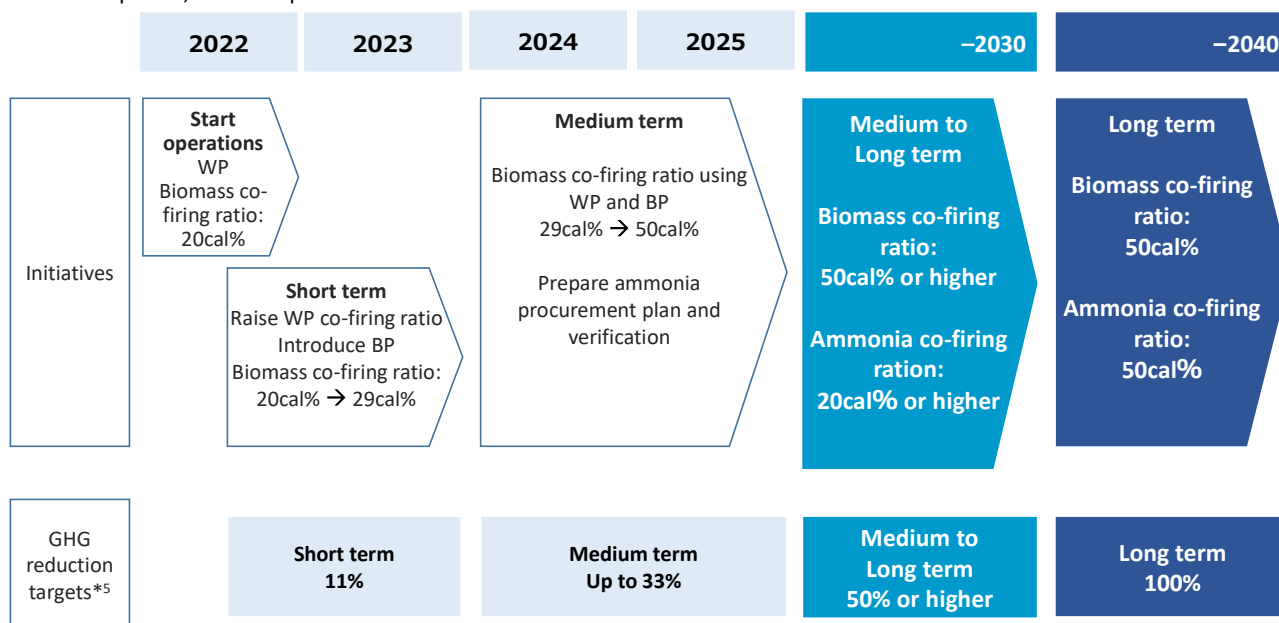 2022
2023
2024
2025
–2030
–2040
Initiatives
Start
operations
WP
Biomass co-
firing ratio:
20cal%
Short term
Raise WP co-firing ratio
Introduce BP
Biomass co-firing ratio:
20cal% → 29cal%
Medium term
Biomass co-firing ratio using
WP and BP
29cal% → 50cal%
Prepare ammonia
procurement plan and
verification
Medium to
Long term
Biomass co-firing
ratio:
50cal% or higher
Ammonia co-firing
ration:
20cal% or higher
Long term
Biomass co-firing
ratio:
50cal%
Ammonia co-firing
ratio:
50cal%
GHG
reduction
targets*5
Short term
11%
Medium term
Up to 33%
Medium to
Long term
50% or higher
Long term
100%